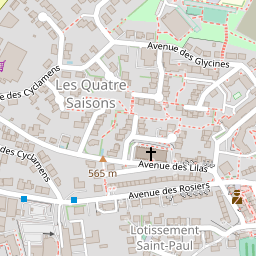 Avenue des Glycines
Les Quatre
Saisons
e des Cyclamens
des Cyclamens
Avenue des Lilas
565 m
Avenue des Rosiers
Lotissement
Saint-Paul